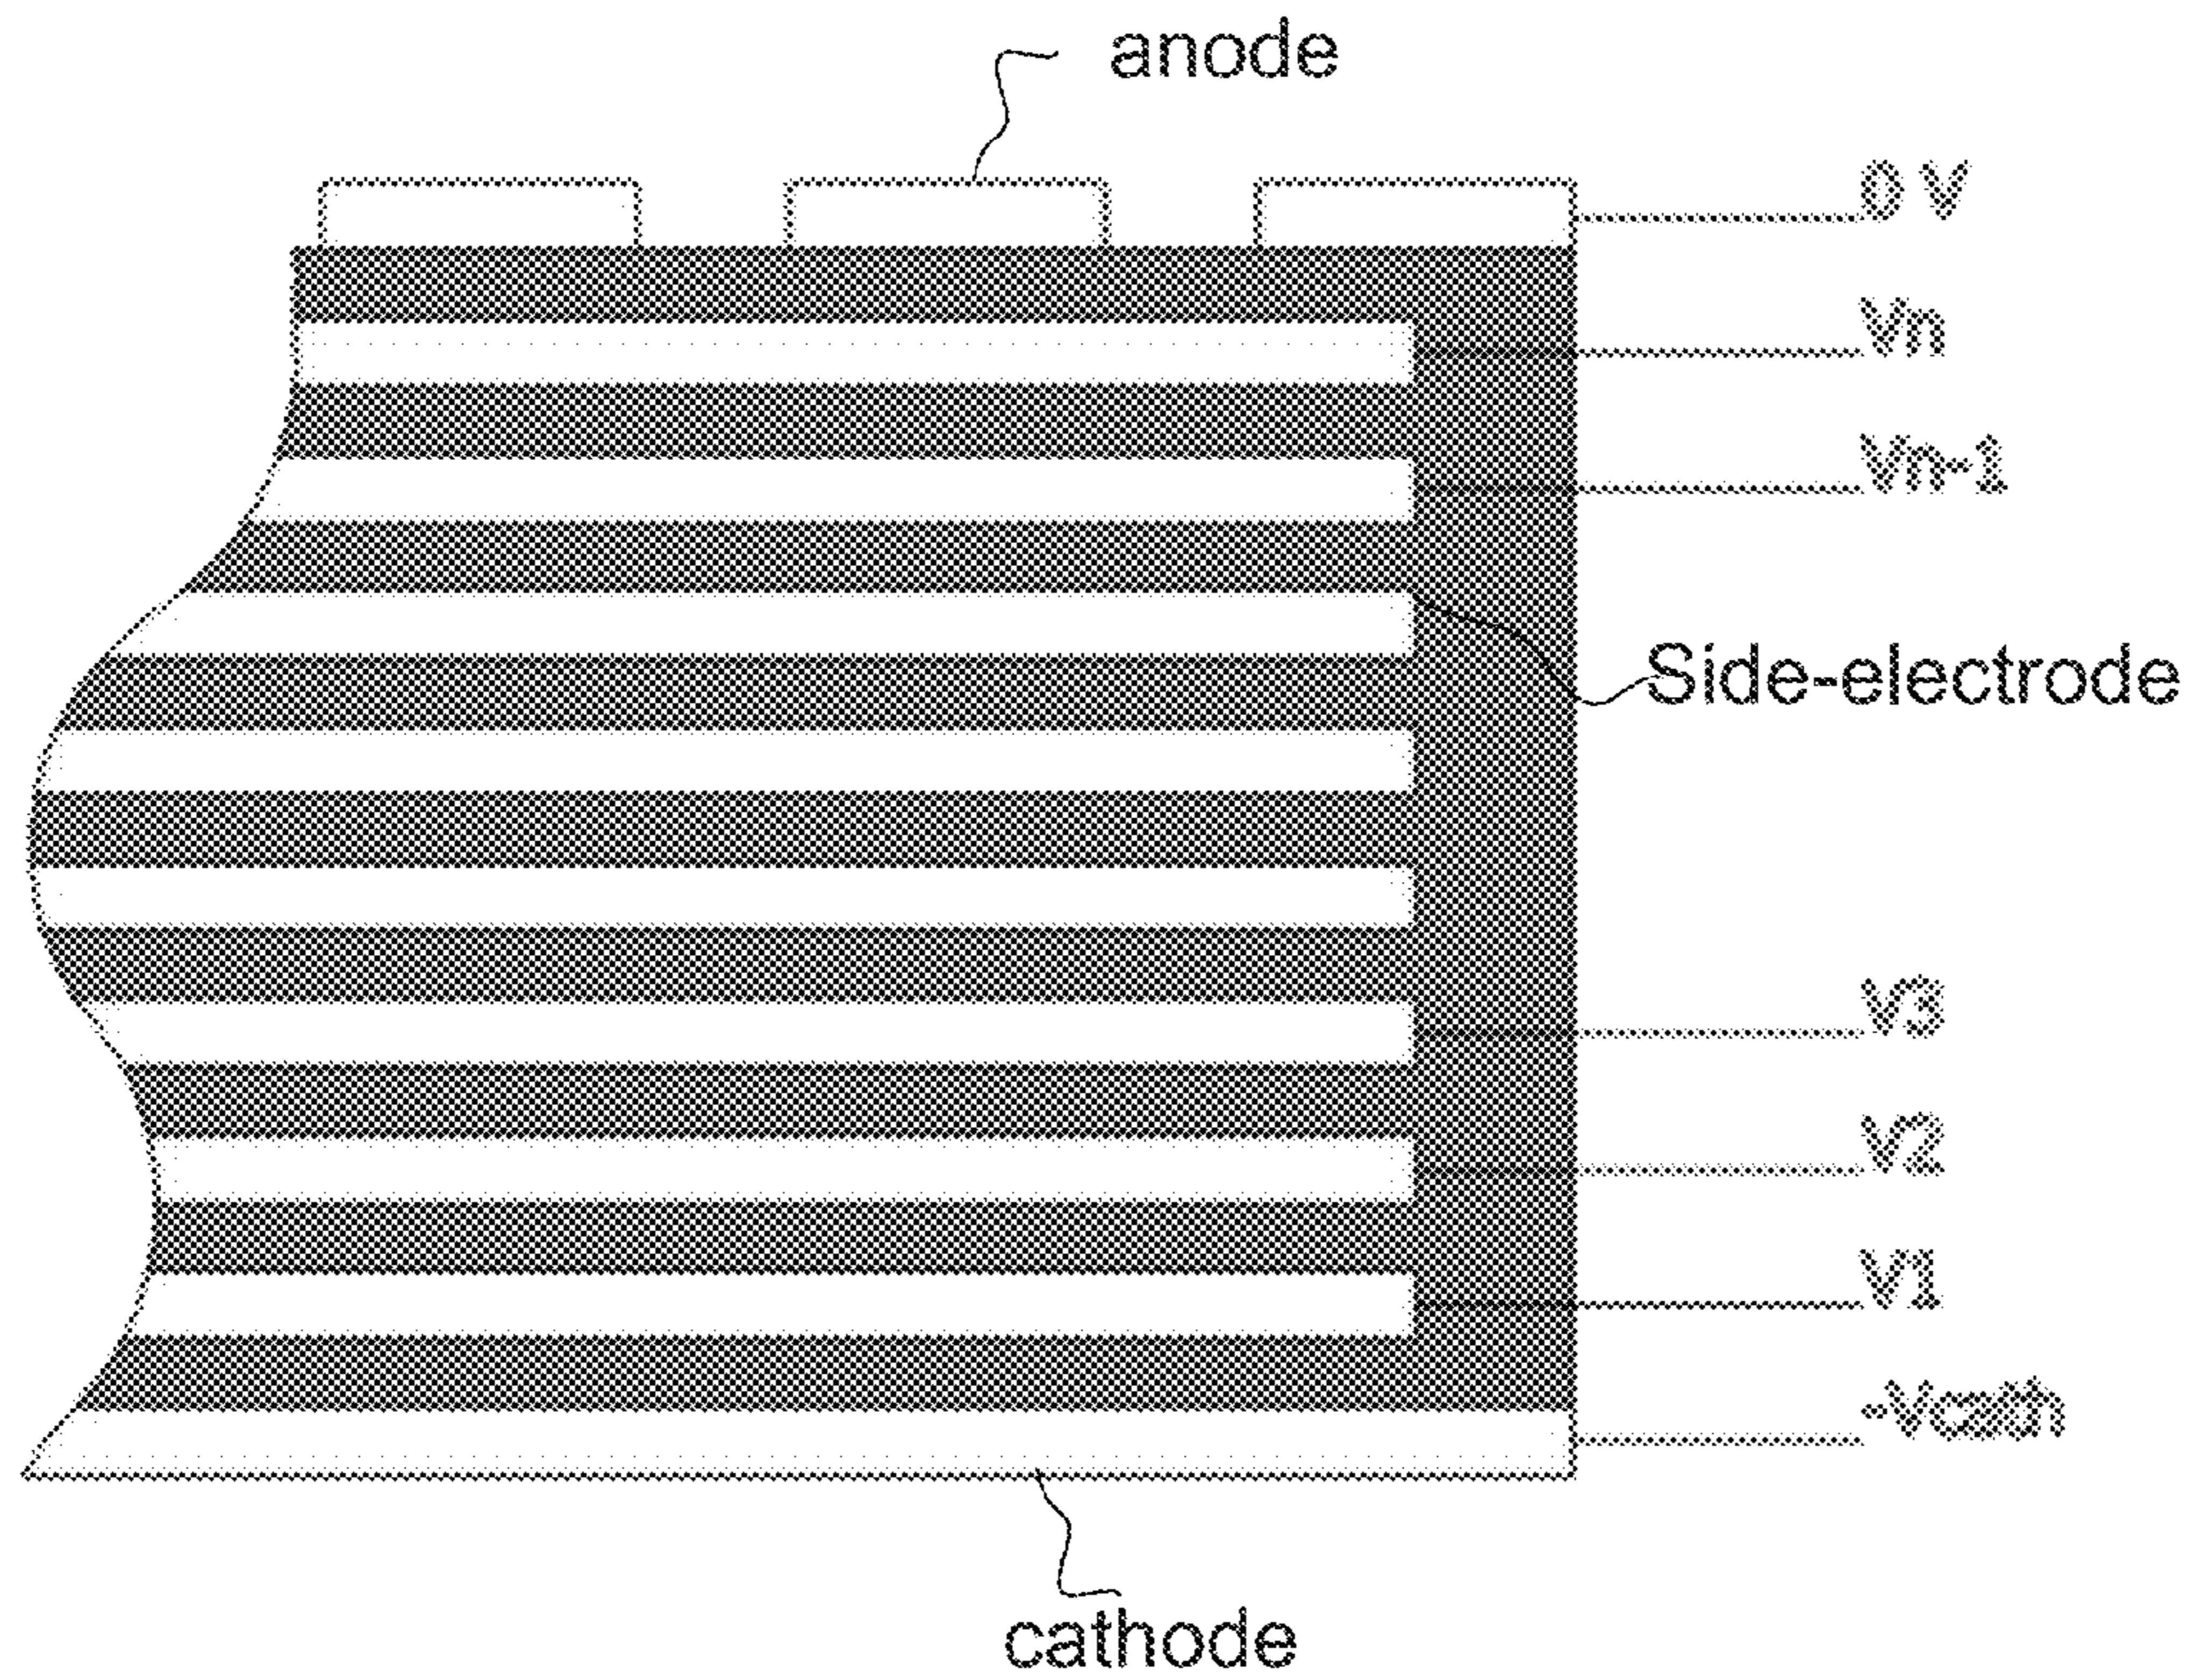 anode
0 V
Vn
Vn-1
Side-electrode
V3
V2
V1
-Vcath
cathode